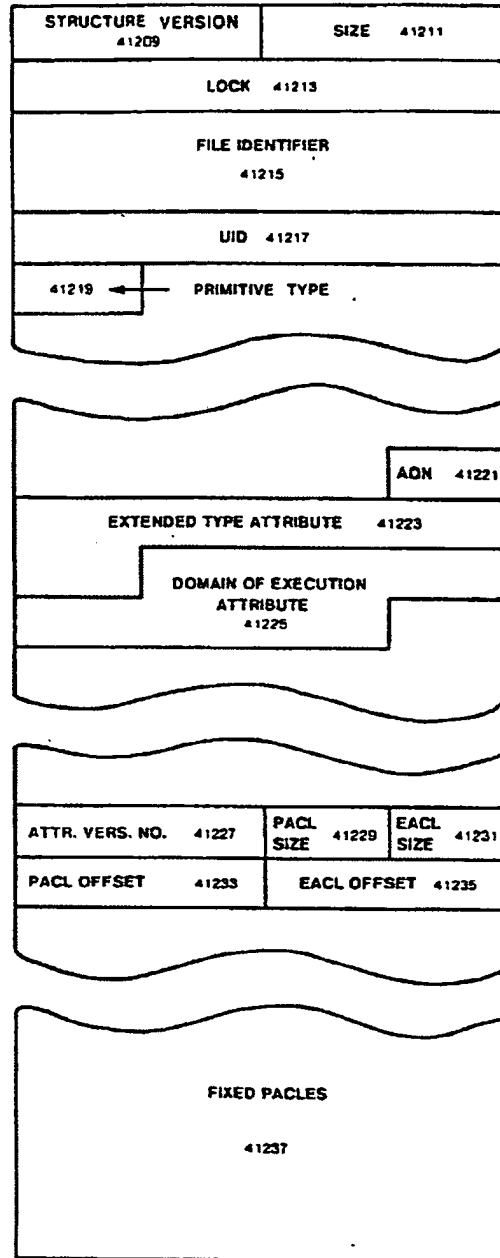 STRUCTURE VERSION
41209
SIZE 41211
LOCK 41213
FILE IDENTIFIER
41215
UID 41217
41219 PRIMITIVE TYPE
AON 41221
EXTENDED TYPE ATTRIBUTE 41223
DOMAIN OF EXECUTION
ATTRIBUTE
41225
ATTR. VERS. NO. 41227
PACL
SIZE 41229
EACL
SIZE 41231
PACL OFFSET 41233
EACL OFFSET 41235
FIXED PACLES
41237